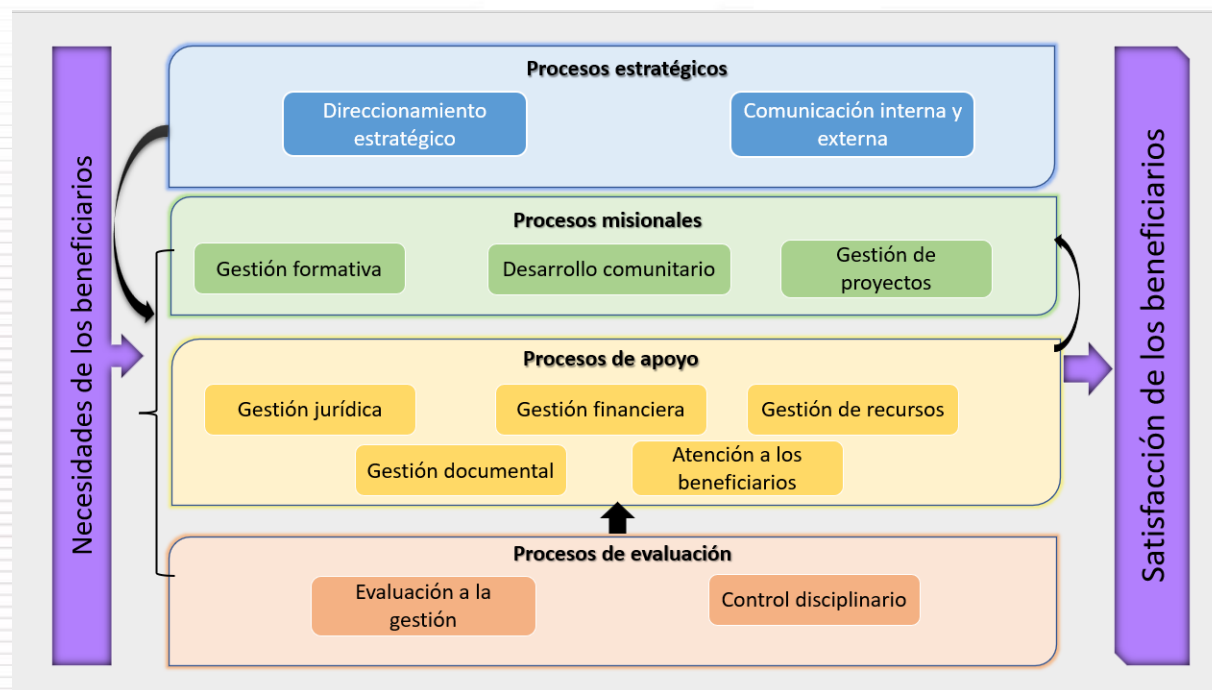 Necesidades de los beneficiarios
Procesos estratégicos
Direccionamiento
estratégico
Comunicación interna y
externa
Procesos misionales
Gestión formativa
Desarrollo comunitario
Gestión de
proyectos
Procesos de apoyo
Gestión jurídica
Gestión financiera
Gestión de recursos
Gestión documental
Atención a los
beneficiarios
Procesos de evaluación
Evaluación a la
gestión
Control disciplinario
Satisfacción de los beneficiarios